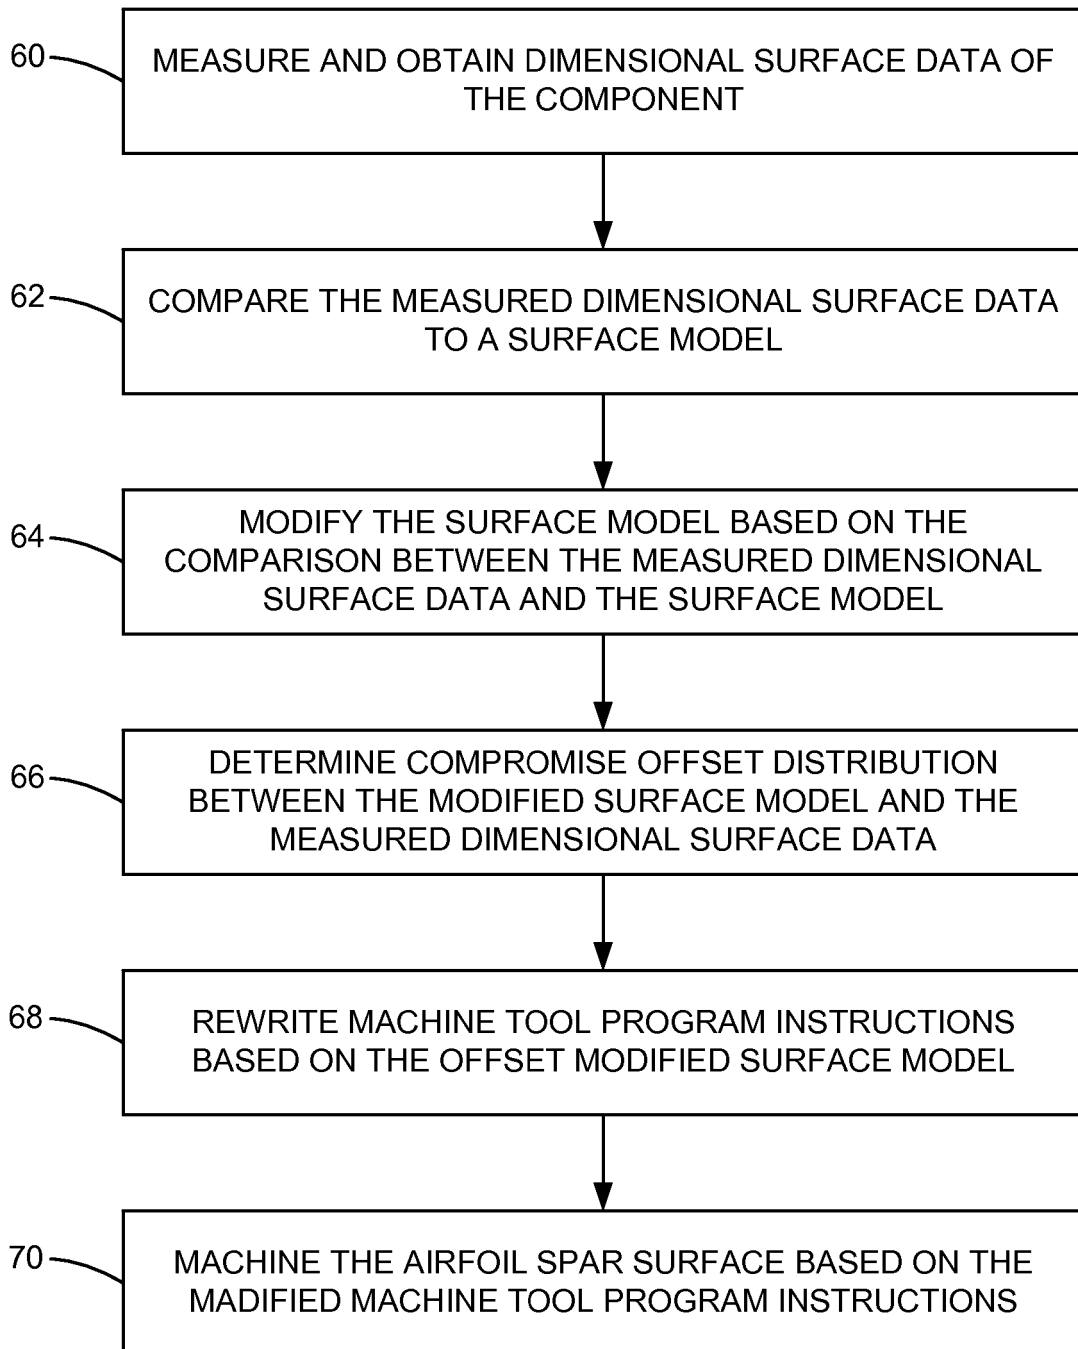 60
MEASURE AND OBTAIN DIMENSIONAL SURFACE DATA OF
THE COMPONENT
62
COMPARE THE MEASURED DIMENSIONAL SURFACE DATA
TO A SURFACE MODEL
64
MODIFY THE SURFACE MODEL BASED ON THE
COMPARISON BETWEEN THE MEASURED DIMENSIONAL
SURFACE DATA AND THE SURFACE MODEL
66
DETERMINE COMPROMISE OFFSET DISTRIBUTION
BETWEEN THE MODIFIED SURFACE MODEL AND THE
MEASURED DIMENSIONAL SURFACE DATA
68
REWRITE MACHINE TOOL PROGRAM INSTRUCTIONS
BASED ON THE OFFSET MODIFIED SURFACE MODEL
70
MACHINE THE AIRFOIL SPAR SURFACE BASED ON THE
MADIFIED MACHINE TOOL PROGRAM INSTRUCTIONS